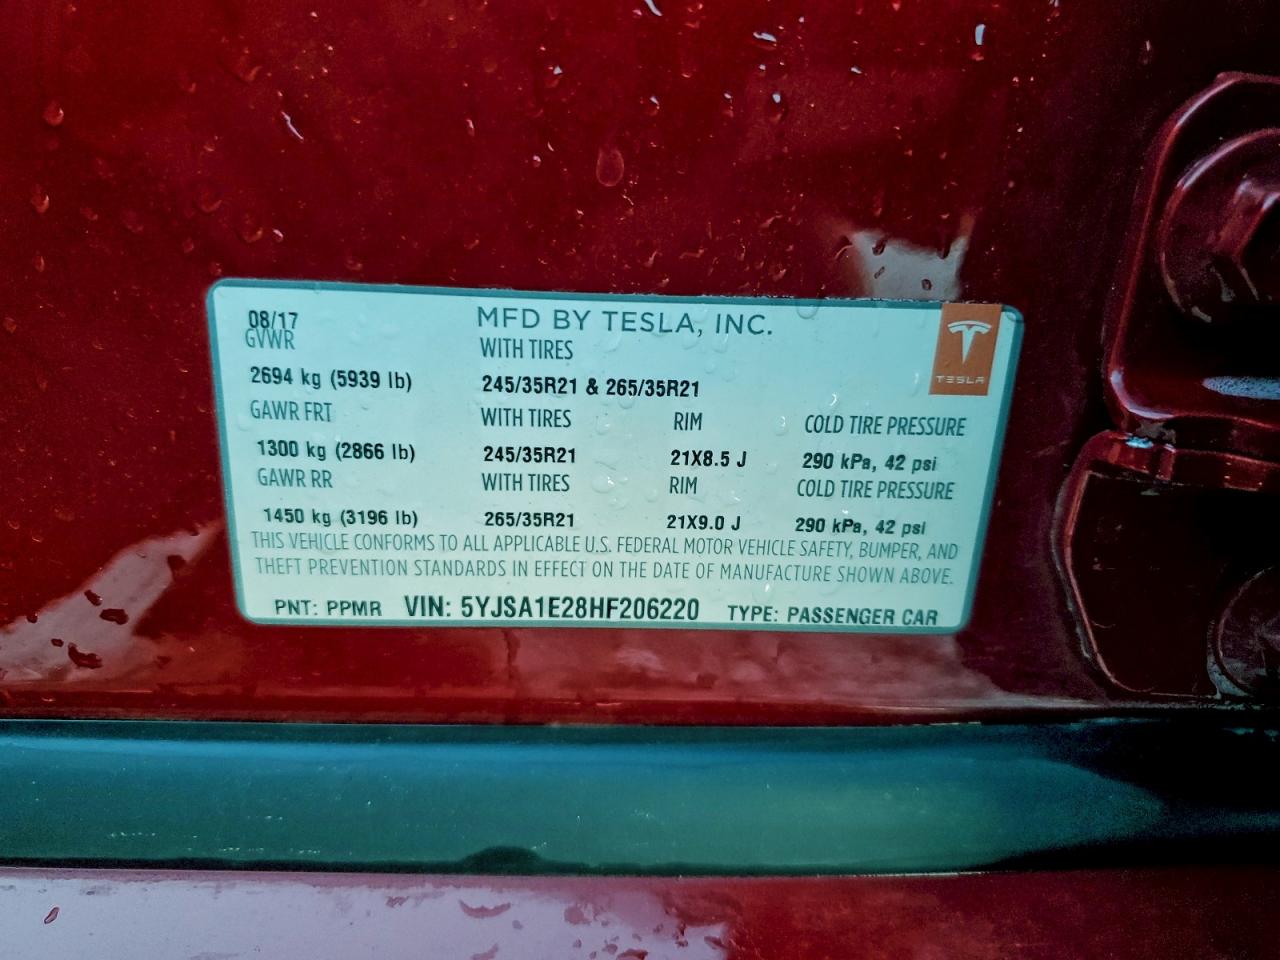 08/17 MFD BY TESLA, INC.
GVWR WITH TIRES
2694 kg (5939 lb) 245/35R21 & 265/35R21
TESLA
GAWR FRT WITH TIRES RIM COLD TIRE PRESSURE
1300 kg (2866 lb) 245/35R21 21X8.5 J 290 kPa, 42 psi
GAWR RR WITH TIRES RIM COLD TIRE PRESSURE
1450 kg (3196 lb) 265/35R21 21X9.0 J 290 kPa, 42 psi
THIS VEHICLE CONFORMS TO ALL APPLICABLE U.S. FEDERAL MOTOR VEHICLE SAFETY, BUMPER, AND
THEFT PREVENTION STANDARDS IN EFFECT ON THE DATE OF MANUFACTURE SHOWN ABOVE.
PNT: PPMR VIN: 5YJSA1E28HF206220 TYPE: PASSENGER CAR